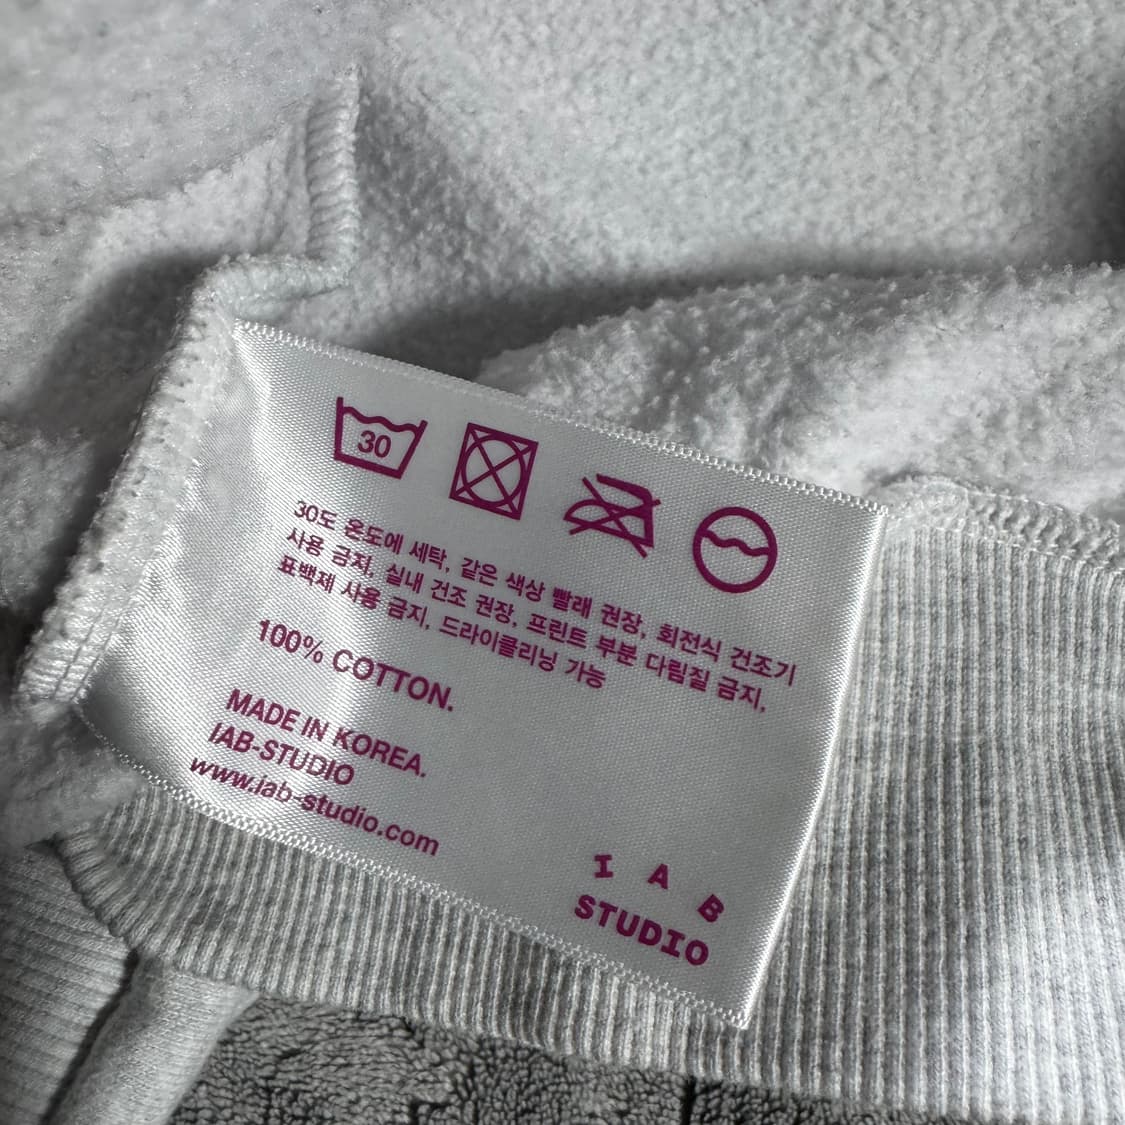 30
30도 온도에 세탁, 같은 색상 빨래 권장, 회전식 건조기
사용 금지, 실내 건조 권장, 프린트 부분 다림질 금지,
표백제 사용 금지, 드라이클리닝 가능
100% COTTON.
MADE IN KOREA.
IAB-STUDIO
www.iab-studio.com
I A B
STUDIO